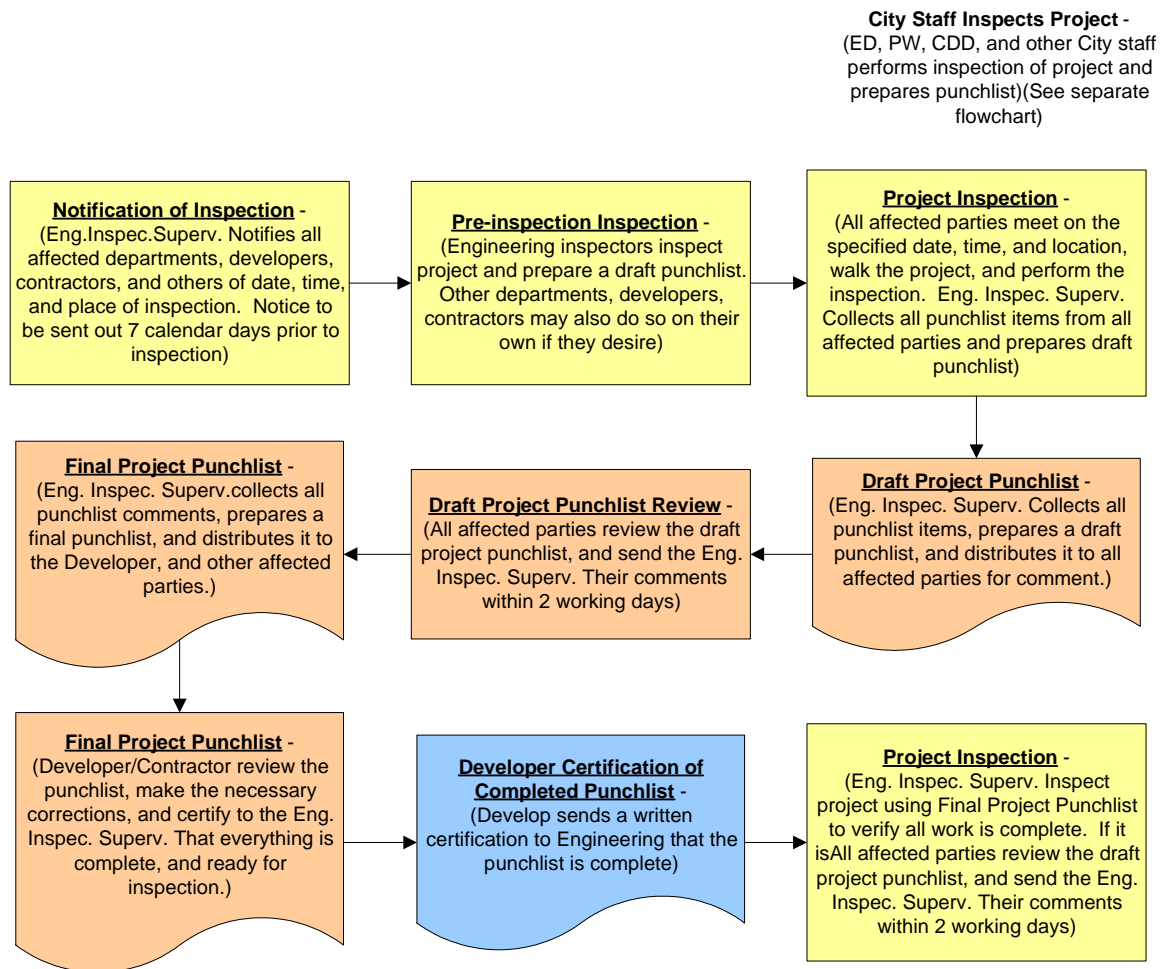 City Staff Inspects Project -
(ED, PW, CDD, and other City staff
performs inspection of project and
prepares punchlist)(See separate
flowchart)
Notification of Inspection -
(Eng.Inspec.Superv. Notifies all
affected departments, developers,
contractors, and others of date, time,
and place of inspection.  Notice to
be sent out 7 calendar days prior to
inspection)
Pre-inspection Inspection -
(Engineering inspectors inspect
project and prepare a draft punchlist.
Other departments, developers,
contractors may also do so on their
own if they desire)
Project Inspection -
(All affected parties meet on the
specified date, time, and location,
walk the project, and perform the
inspection.  Eng. Inspec. Superv.
Collects all punchlist items from all
affected parties and prepares draft
punchlist)
Draft Project Punchlist -
(Eng. Inspec. Superv. Collects all
punchlist items, prepares a draft
punchlist, and distributes it to all
affected parties for comment.)
Draft Project Punchlist Review -
(All affected parties review the draft
project punchlist, and send the Eng.
Inspec. Superv. Their comments
within 2 working days)
Final Project Punchlist -
(Eng. Inspec. Superv.collects all
punchlist comments, prepares a
final punchlist, and distributes it to
the Developer, and other affected
parties.)
Final Project Punchlist -
(Developer/Contractor review the
punchlist, make the necessary
corrections, and certify to the Eng.
Inspec. Superv. That everything is
complete, and ready for
inspection.)
Developer Certification of
Completed Punchlist -
(Develop sends a written
certification to Engineering that the
punchlist is complete)
Project Inspection -
(Eng. Inspec. Superv. Inspect
project using Final Project Punchlist
to verify all work is complete.  If it
isAll affected parties review the draft
project punchlist, and send the Eng.
Inspec. Superv. Their comments
within 2 working days)